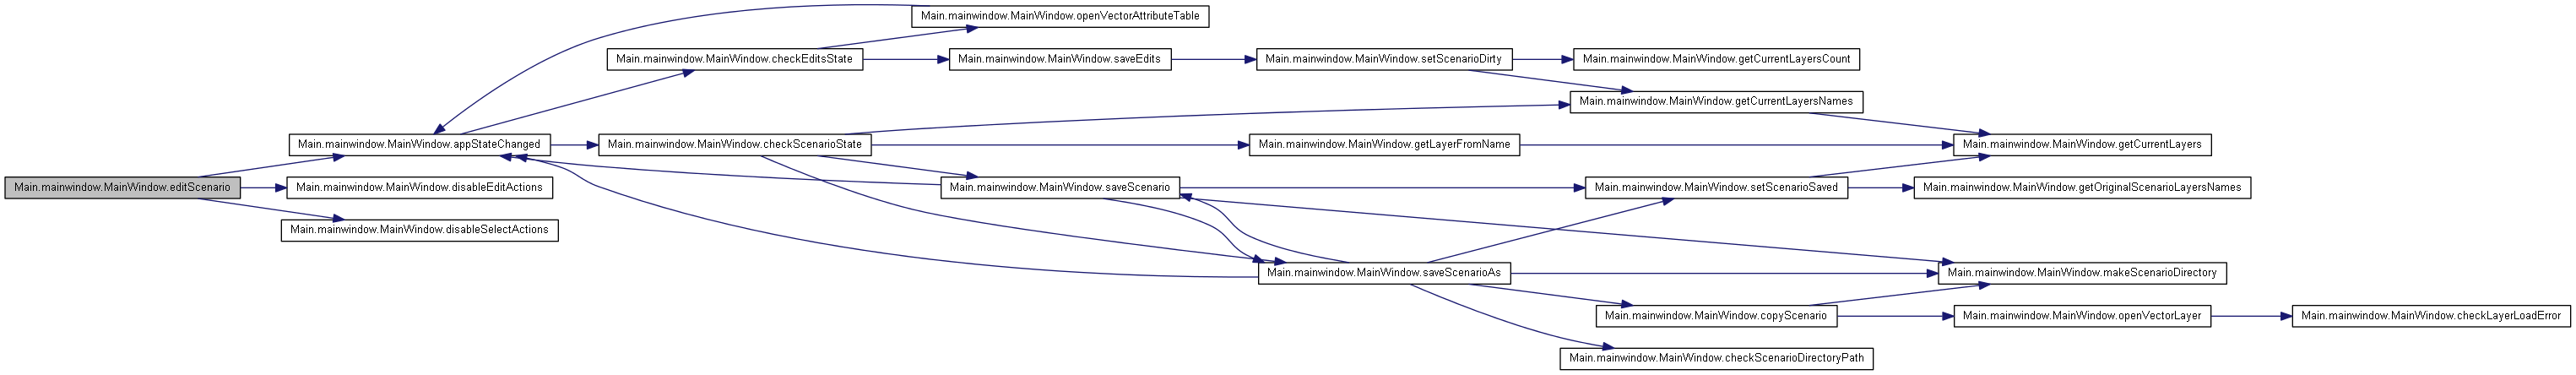 Main.mainwindow.MainWindow.openVectorAttributeTable
Main.mainwindow.MainWindow.checkEditsState
Main.mainwindow.MainWindow.saveEdits
Main.mainwindow.MainWindow.setScenarioDirty
Main.mainwindow.MainWindow.getCurrentLayersCount
Main.mainwindow.MainWindow.getCurrentLayersNames
Main.mainwindow.MainWindow.appStateChanged
Main.mainwindow.MainWindow.checkScenarioState
Main.mainwindow.MainWindow.getLayerFromName
Main.mainwindow.MainWindow.getCurrentLayers
Main.mainwindow.MainWindow.editScenario
Main.mainwindow.MainWindow.disableEditActions
Main.mainwindow.MainWindow.saveScenario
Main.mainwindow.MainWindow.setScenarioSaved
Main.mainwindow.MainWindow.getOriginalScenarioLayersNames
Main.mainwindow.MainWindow.disableSelectActions
Main.mainwindow.MainWindow.saveScenarioAs
Main.mainwindow.MainWindow.makeScenarioDirectory
Main.mainwindow.MainWindow.copyScenario
Main.mainwindow.MainWindow.openVectorLayer
Main.mainwindow.MainWindow.checkLayerLoadError
Main.mainwindow.MainWindow.checkScenarioDirectoryPath